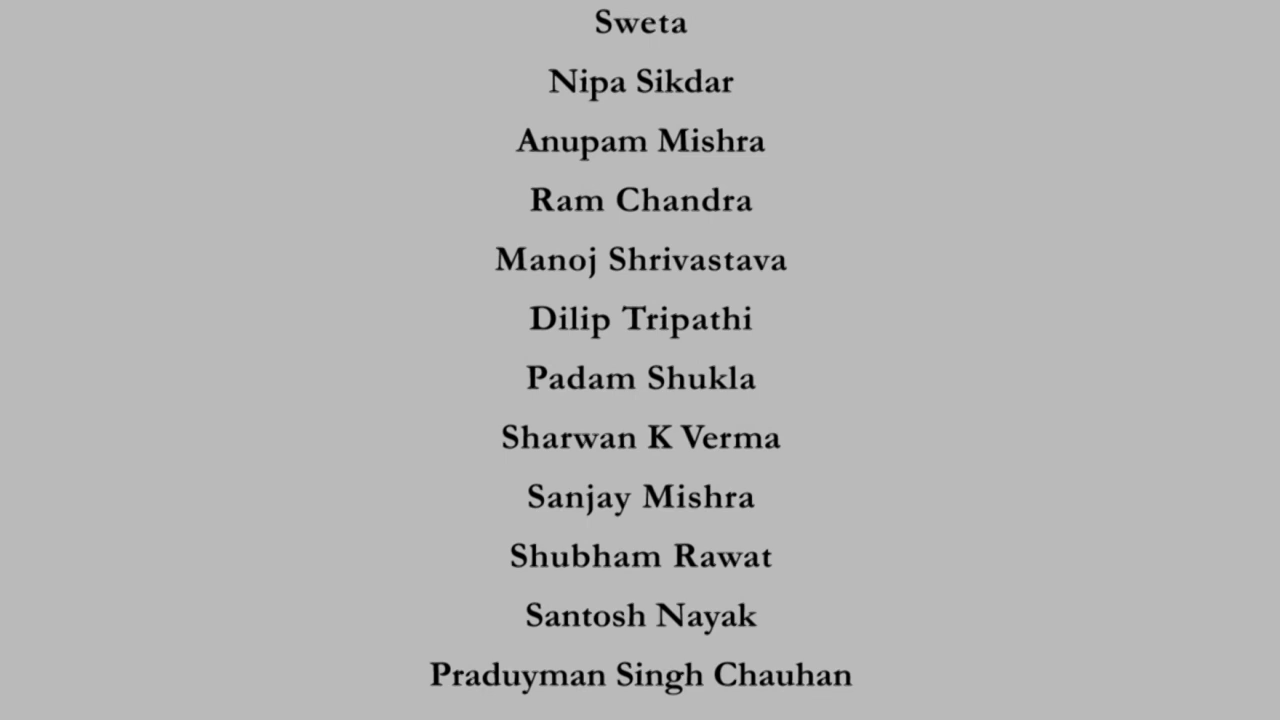 Sweta
Nipa Sikdar
Anupam Mishra
Ram Chandra
Manoj Shrivastava
Dilip Tripathi
Padam Shukla
Sharwan K Verma
Sanjay Mishra
Shubham Rawat
Santosh Nayak
Praduyman Singh Chauhan